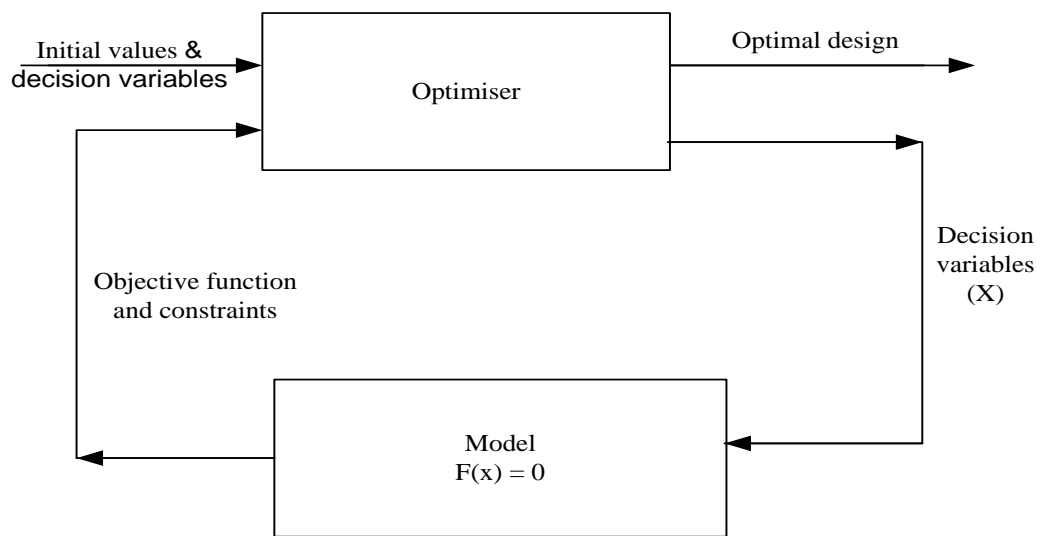 Initial values &
decision variables
Optimiser
Optimal design
Decision
variables
(X)
Objective function
and constraints
Model
F(x) = 0